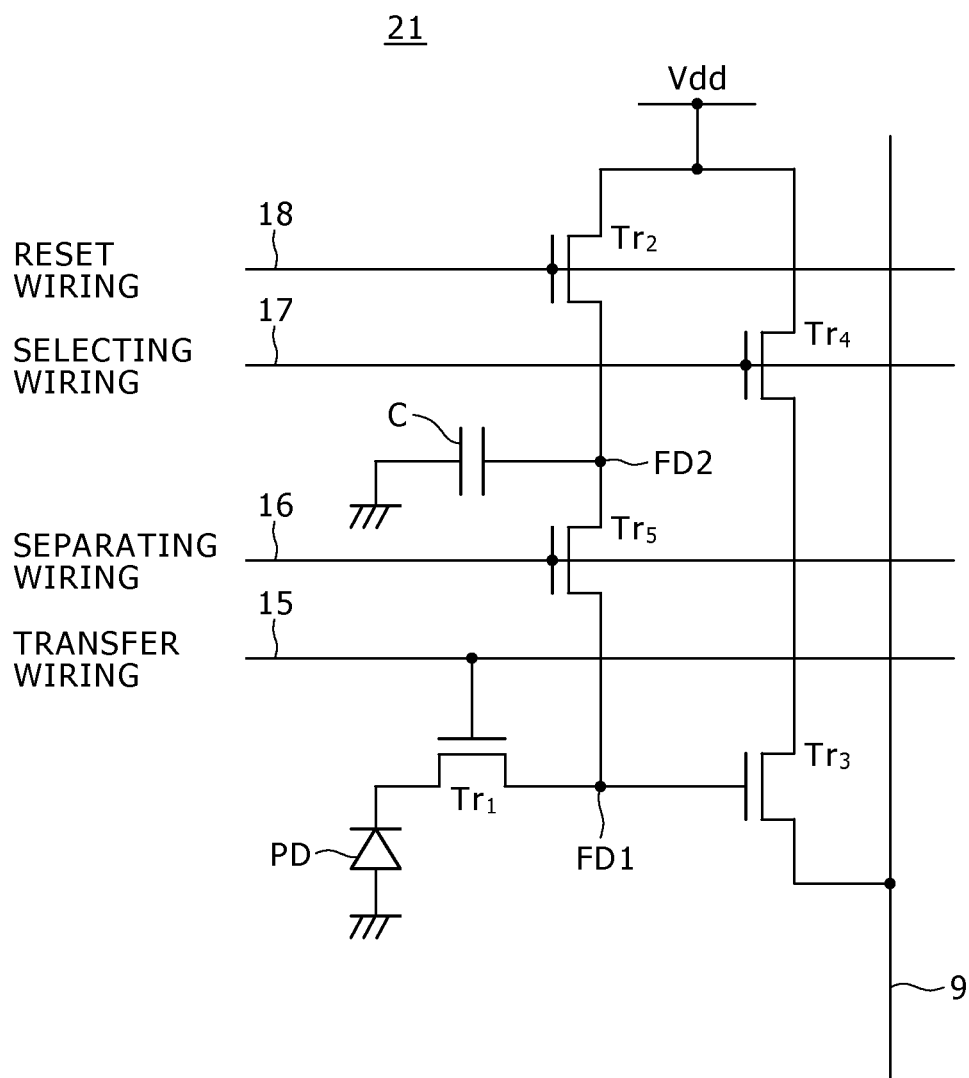 21
Vdd
18
RESET
WIRING
Tr2
17
SELECTING
WIRING
Tr4
C
FD2
16
SEPARATING
WIRING
Tr5
15
TRANSFER
WIRING
Tr1
Tr3
PD
FD1
9